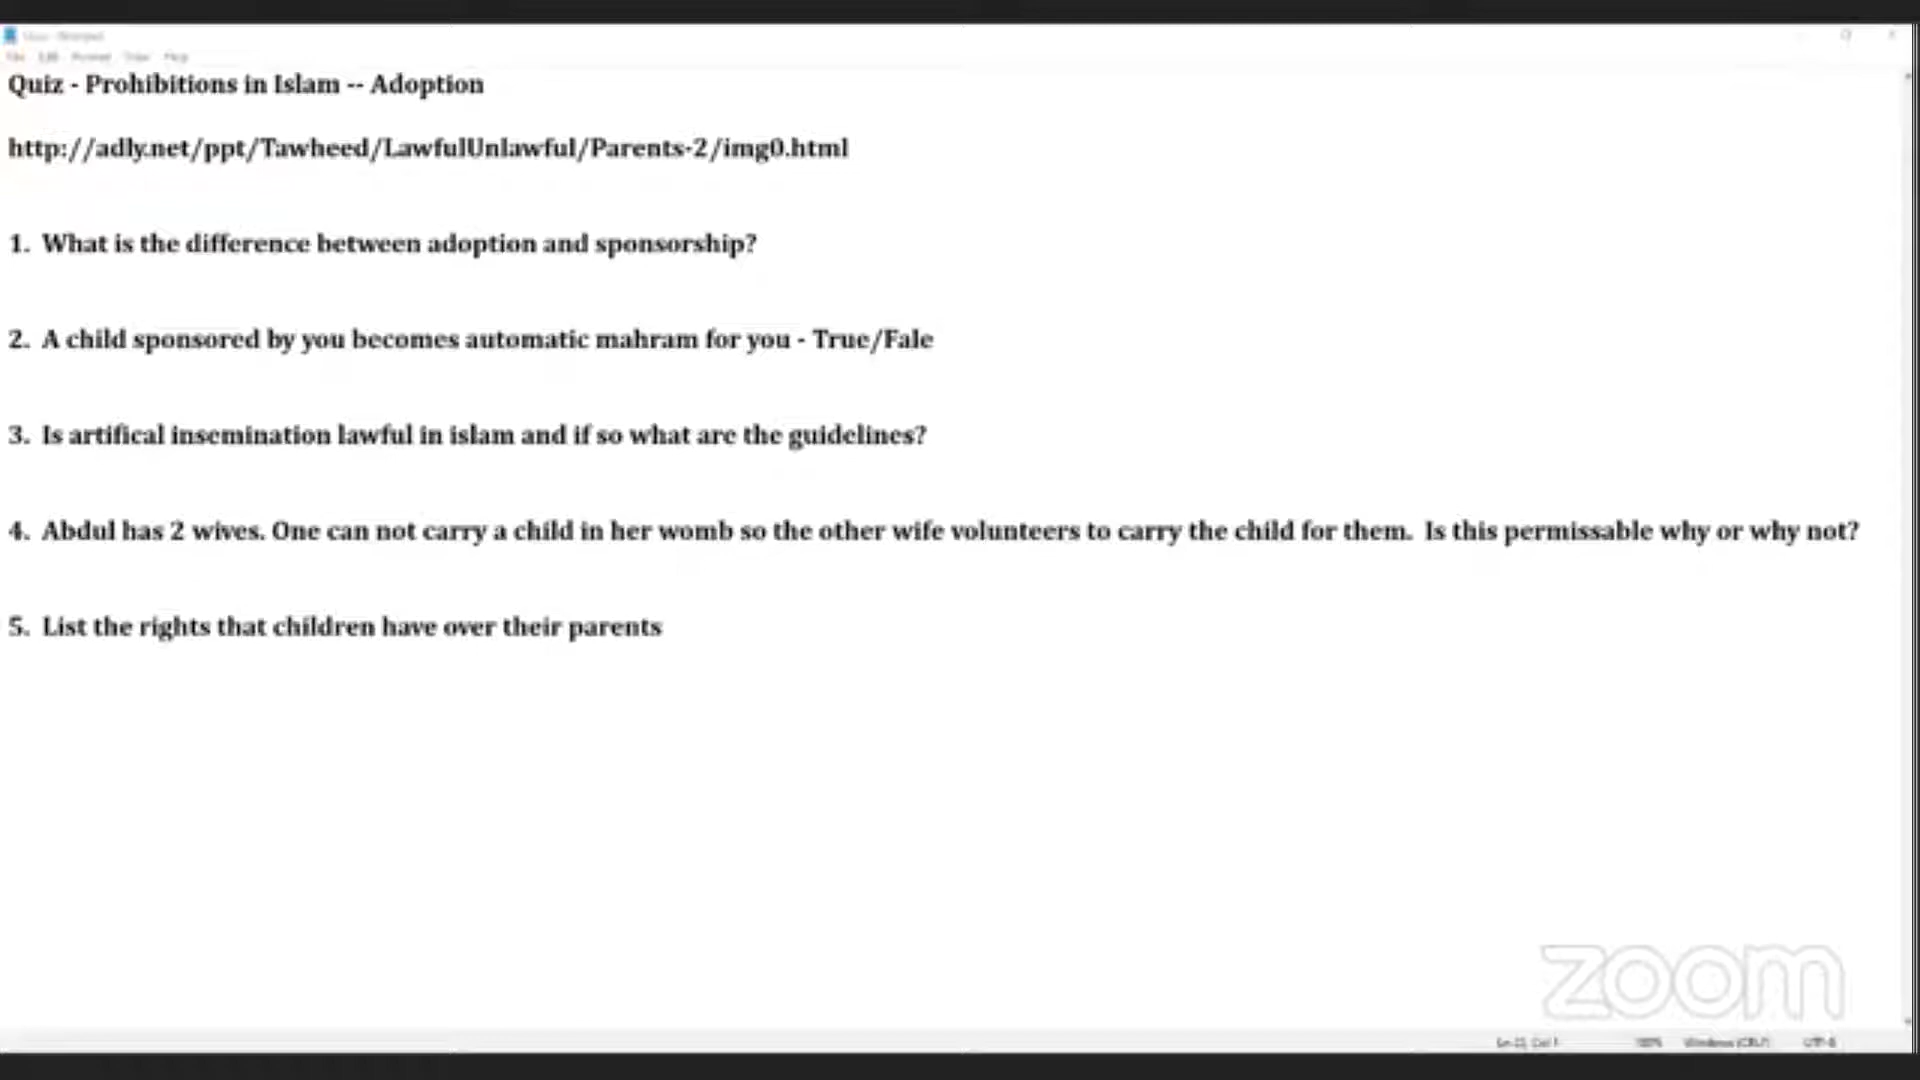 Quiz - Prohibitions in Islam -- Adoption
http://adly.net/ppt/Tawheed/LawfulUnlawful/Parents-2/img0.html
1. What is the difference between adoption and sponsorship?
2. A child sponsored by you becomes automatic mahram for you - True/Fale
3. Is artifical insemination lawful in islam and if so what are the guidelines?
4. Abdul has 2 wives. One can not carry a child in her womb so the other wife volunteers to carry the child for them. Is this permissable why or why not?
5. List the rights that children have over their parents
zoom